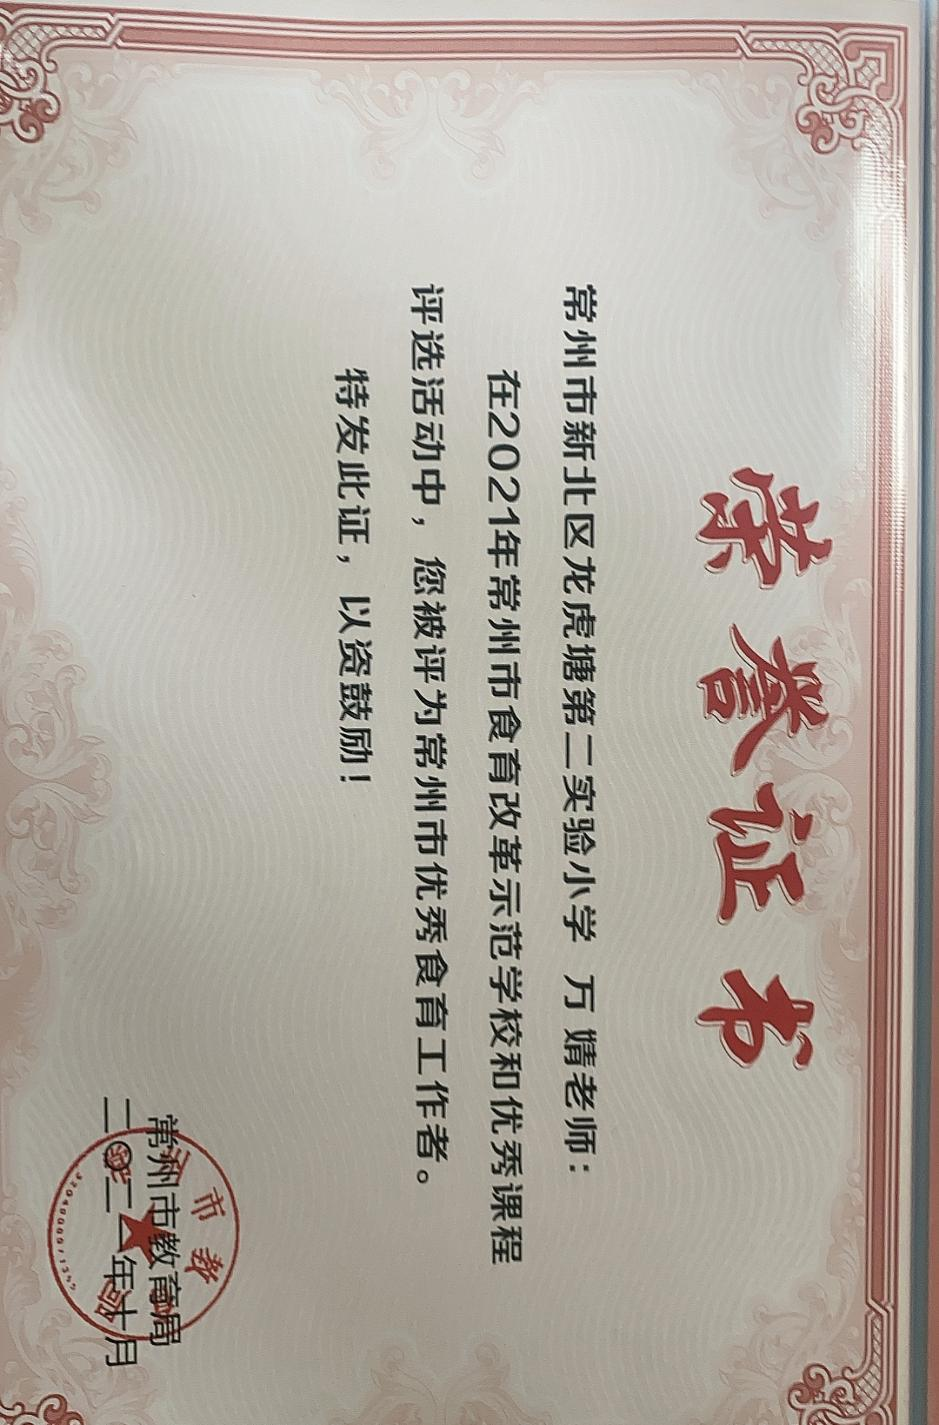 荣誉证书
常州市新北区龙虎塘第二实验小学 万 婧老师：
在2021年常州市食育改革示范学校和优秀课程
评选活动中，您被评为常州市优秀食育工作者。
特发此证，以资鼓励！
常州市教育局
二〇二一年十月